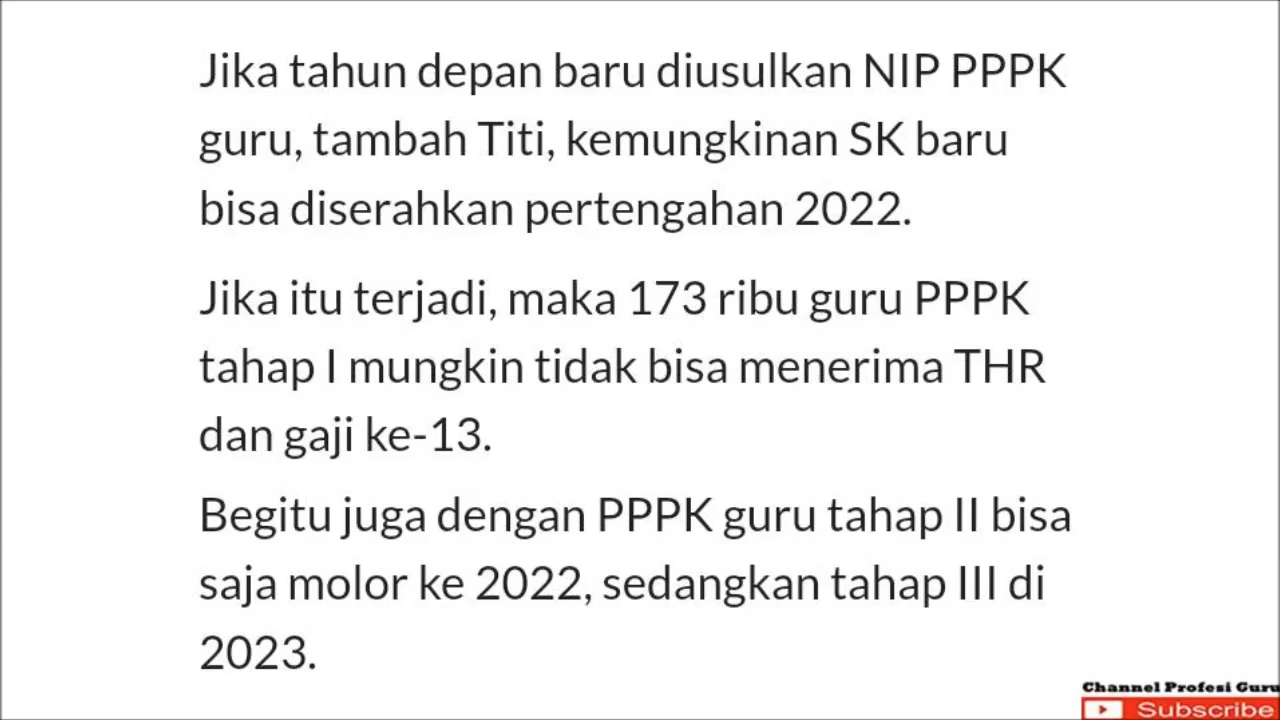 Jika tahun depan baru diusulkan NIP PPPK
guru, tambah Titi, kemungkinan SK baru
bisa diserahkan pertengahan 2022.
Jika itu terjadi, maka 173 ribu guru PPPK
tahap I mungkin tidak bisa menerima THR
dan gaji ke-13.
Begitu juga dengan PPPK guru tahap II bisa
saja molor ke 2022, sedangkan tahap III di
2023.
Channel Profesi Guru
Subscribe